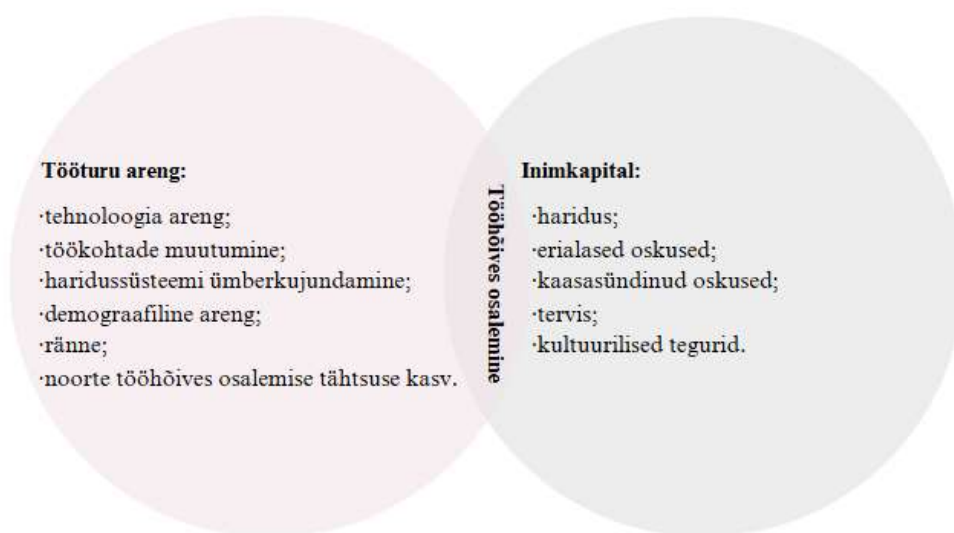 Tööturu areng:
·tehnoloogia areng;
·töökohtade muutumine;
·haridussüsteemi ümberkujundamine;
·demograafiline areng;
·ränne;
·noorte tööhõives osalemise tähtsuse kasv.
Tööhõives osalemine
Inimkapital:
·haridus;
·erialased oskused;
·kaasasündinud oskused;
·tervis;
·kultuurilised tegurid.